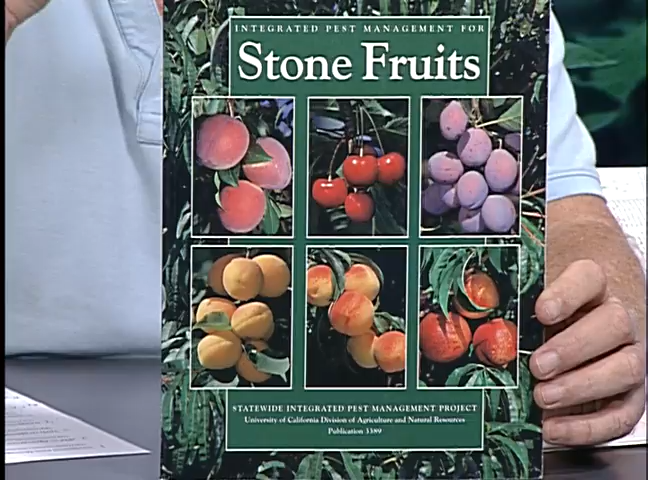 INTEGRATED PEST MANAGEMENT FOR
Stone Fruits
STATEWIDE INTEGRATED PEST MANAGEMENT PROJECT
University of California Division of Agriculture and Natural Resources
Publication 3389